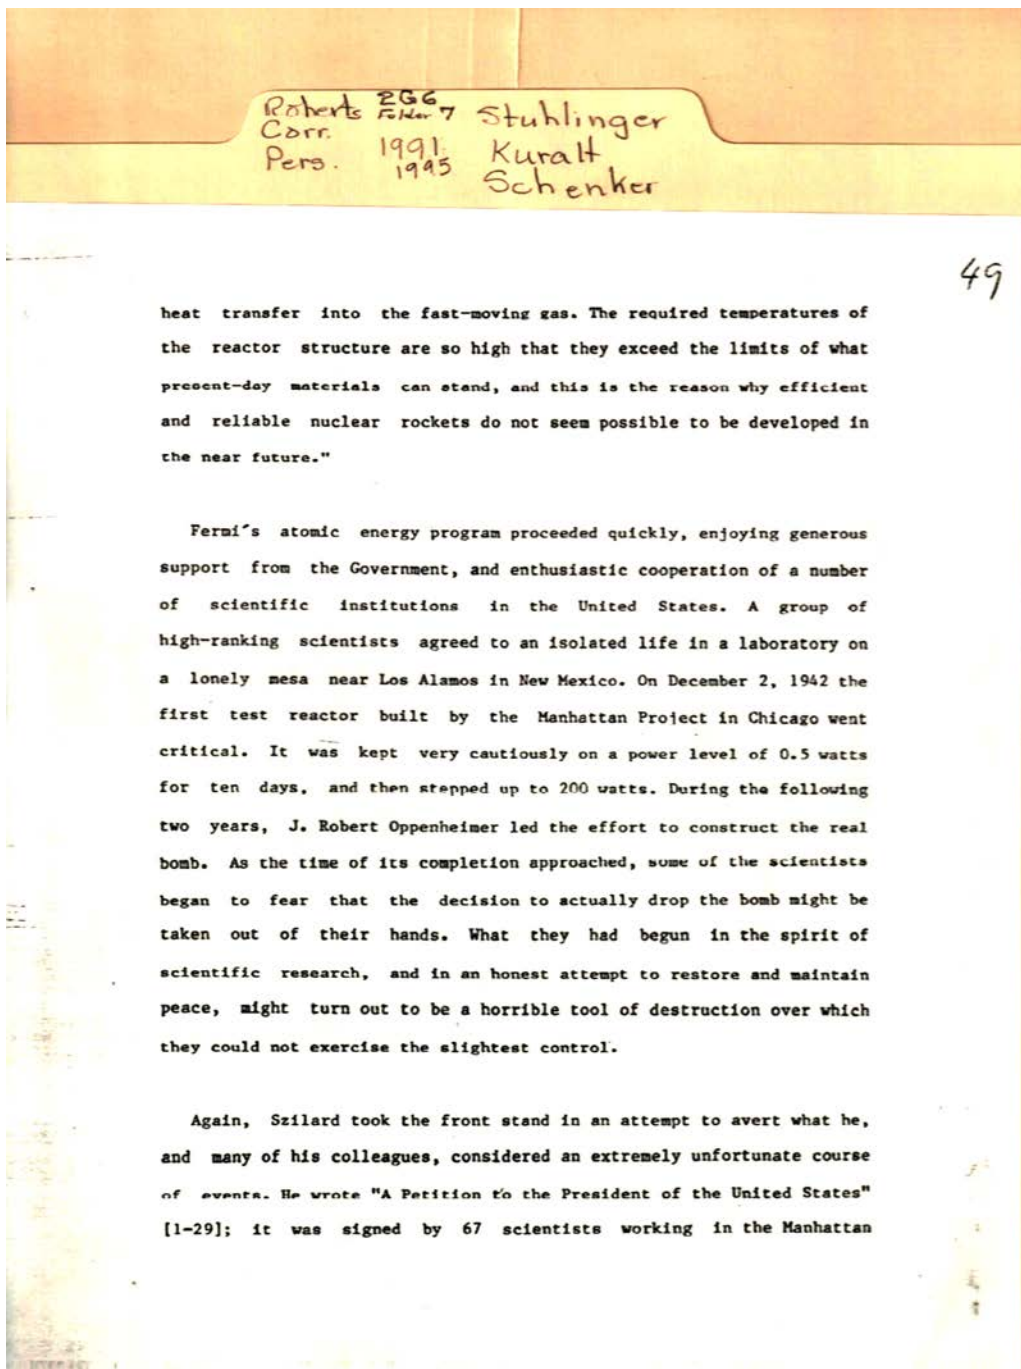 Roberts 2G6 Stuhlinger
Folder 7
Corr. 1991 Kuralt
Pers. 1995 Schenker
49
heat transfer into the fast-moving gas. The required temperatures of
the reactor structure are so high that they exceed the limits of what
present-day materials can stand, and this is the reason why efficient
and reliable nuclear rockets do not seem possible to be developed in
the near future."
Fermi's atomic energy program proceeded quickly, enjoying generous
support from the Government, and enthusiastic cooperation of a number
of scientific institutions in the United States. A group of
high-ranking scientists agreed to an isolated life in a laboratory on
a lonely mesa near Los Alamos in New Mexico. On December 2, 1942 the
first test reactor built by the Manhattan Project in Chicago went
critical. It was kept very cautiously on a power level of 0.5 watts
for ten days, and then stepped up to 200 watts. During the following
two years, J. Robert Oppenheimer led the effort to construct the real
bomb. As the time of its completion approached, some of the scientists
began to fear that the decision to actually drop the bomb might be
taken out of their hands. What they had begun in the spirit of
scientific research, and in an honest attempt to restore and maintain
peace, might turn out to be a horrible tool of destruction over which
they could not exercise the slightest control.
Again, Szilard took the front stand in an attempt to avert what he,
and many of his colleagues, considered an extremely unfortunate course
of events. He wrote "A Petition to the President of the United States"
[1-29]; it was signed by 67 scientists working in the Manhattan